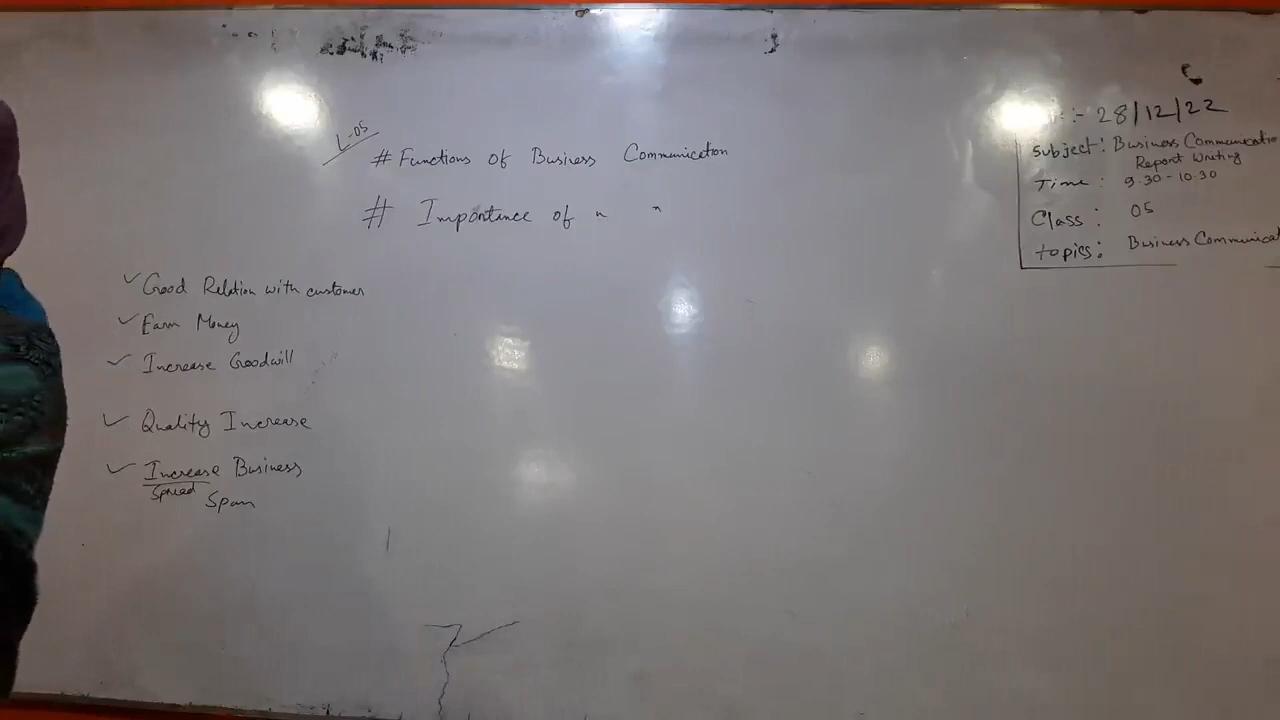 L-05
# Functions of Business Communication
# Importance of " "
✓ Good Relation with customer
✓ Earn Money
✓ Increase Goodwill
✓ Quality Increase
✓ Increase Business
Spread Span
:- 28/12/22
Subject: Business Communicatio
Report Writing
Time: 9.30-10.30
Class: 05
topics: Business Communicat